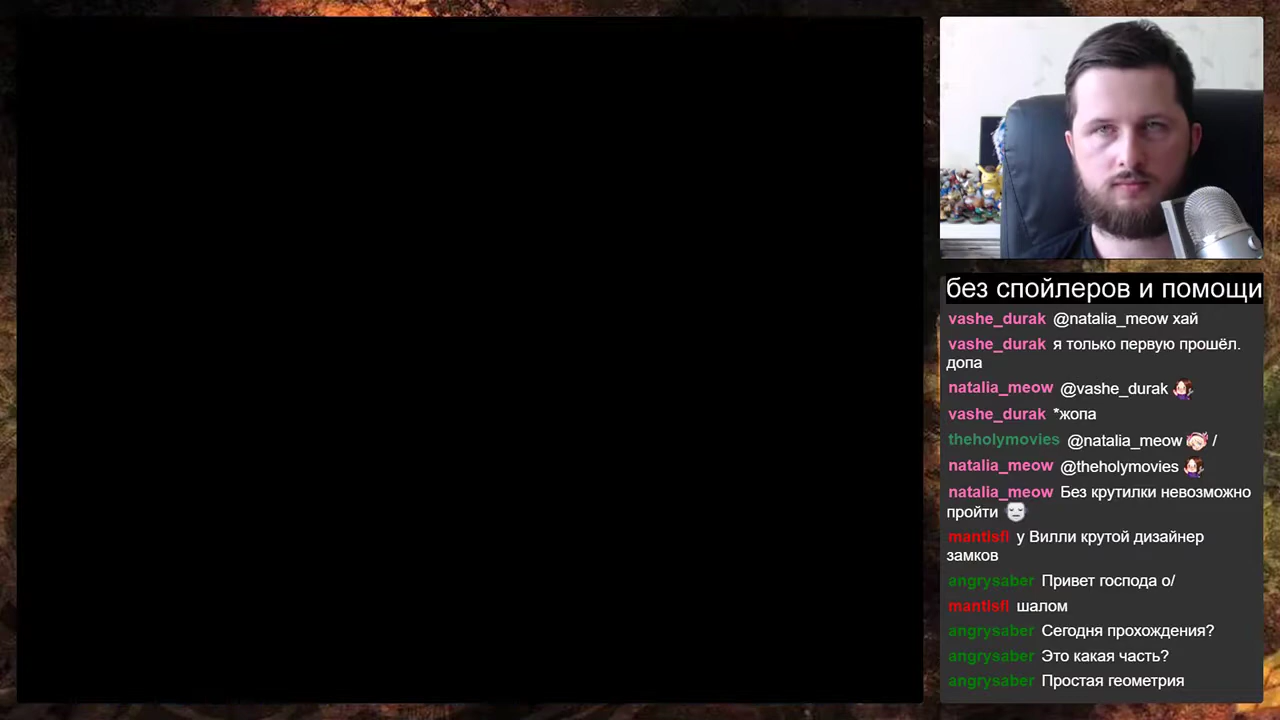 без спойлеров и помощи
vashe_durak @natalia_meow хай
vashe_durak я только первую прошёл.
допа
natalia_meow @vashe_durak
vashe_durak *жопа
theholymovies @natalia_meow /
natalia_meow @theholymovies
natalia_meow Без крутилки невозможно
пройти
mantisfl у Вилли крутой дизайнер
замков
angrysaber Привет господа o/
mantisfl шалом
angrysaber Сегодня прохождения?
angrysaber Это какая часть?
angrysaber Простая геометрия